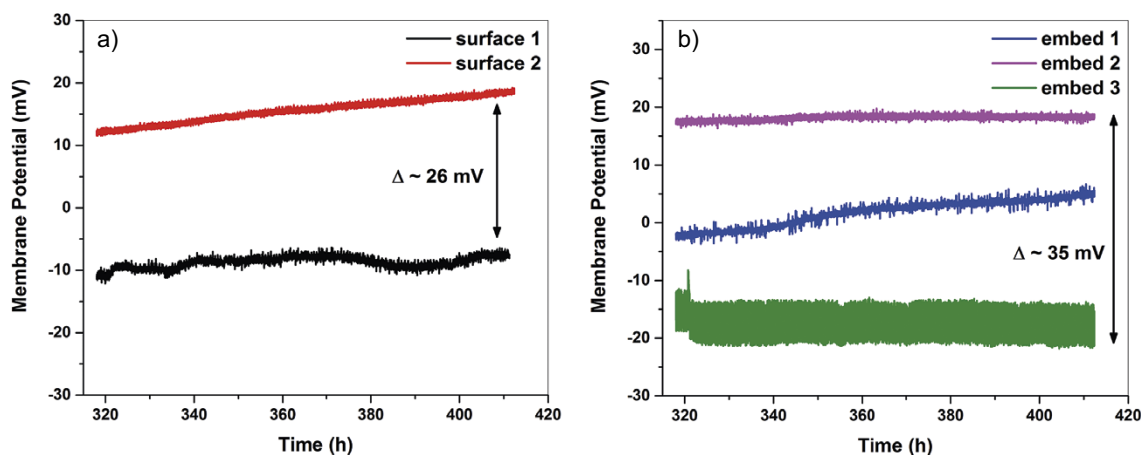 a)
surface 1
surface 2
Δ ~ 26 mV
Membrane Potential (mV)
30
20
10
0
-10
-20
-30
320
340
360
380
400
420
Time (h)
b)
embed 1
embed 2
embed 3
Δ ~ 35 mV
Membrane Potential (mV)
30
20
10
0
-10
-20
-30
320
340
360
380
400
420
Time (h)